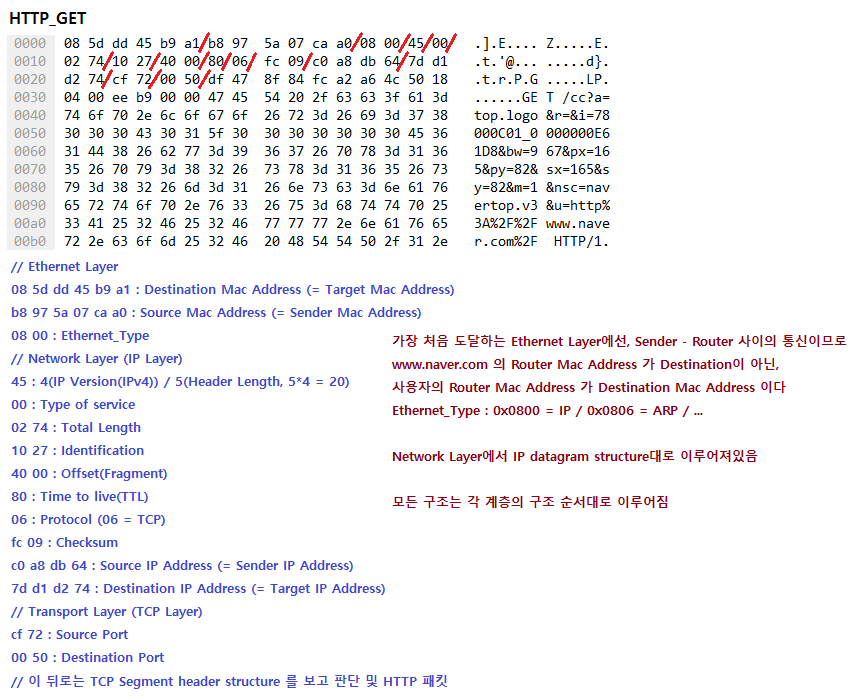 HTTP_GET
0000 08 5d dd 45 b9 a1 b8 97 5a 07 ca a0 08 00 45 00 .].E.... Z.....E.
0010 02 74 10 27 40 00 80 06 fc 09 c0 a8 db 64 7d d1 .t.'@... .....d}.
0020 d2 74 cf 72 00 50 df 47 8f 84 fc a2 a6 4c 50 18 .t.r.P.G .....LP.
0030 04 00 ee b9 00 00 47 45 54 20 2f 63 63 3f 61 3d ......GE T /cc?a=
0040 74 6f 70 2e 6c 6f 67 6f 26 72 3d 26 69 3d 37 38 top.logo &r=&i=78
0050 30 30 30 43 30 31 5f 30 30 30 30 30 30 30 45 36 000C01_0 000000E6
0060 31 44 38 26 62 77 3d 39 36 37 26 70 78 3d 31 36 1D8&bw=9 67&px=16
0070 35 26 70 79 3d 38 32 26 73 78 3d 31 36 35 26 73 5&py=82& sx=165&s
0080 79 3d 38 32 26 6d 3d 31 26 6e 73 63 3d 6e 61 76 y=82&m=1 &nsc=nav
0090 65 72 74 6f 70 2e 76 33 26 75 3d 68 74 74 70 25 ertop.v3 &u=http%
00a0 33 41 25 32 46 25 32 46 77 77 77 2e 6e 61 76 65 3A%2F%2F www.nave
00b0 72 2e 63 6f 6d 25 32 46 20 48 54 54 50 2f 31 2e r.com%2F HTTP/1.
// Ethernet Layer
08 5d dd 45 b9 a1 : Destination Mac Address (= Target Mac Address)
b8 97 5a 07 ca a0 : Source Mac Address (= Sender Mac Address)
08 00 : Ethernet_Type
// Network Layer (IP Layer)
45 : 4(IP Version(IPv4)) / 5(Header Length, 5*4 = 20)
00 : Type of service
02 74 : Total Length
10 27 : Identification
40 00 : Offset(Fragment)
80 : Time to live(TTL)
06 : Protocol (06 = TCP)
fc 09 : Checksum
c0 a8 db 64 : Source IP Address (= Sender IP Address)
7d d1 d2 74 : Destination IP Address (= Target IP Address)
// Transport Layer (TCP Layer)
cf 72 : Source Port
00 50 : Destination Port
// 이 뒤로는 TCP Segment header structure 를 보고 판단 및 HTTP 패킷
가장 처음 도달하는 Ethernet Layer에선, Sender - Router 사이의 통신이므로
www.naver.com 의 Router Mac Address 가 Destination이 아닌,
사용자의 Router Mac Address 가 Destination Mac Address 이다
Ethernet_Type : 0x0800 = IP / 0x0806 = ARP / ...
Network Layer에서 IP datagram structure대로 이루어져있음
모든 구조는 각 계층의 구조 순서대로 이루어짐